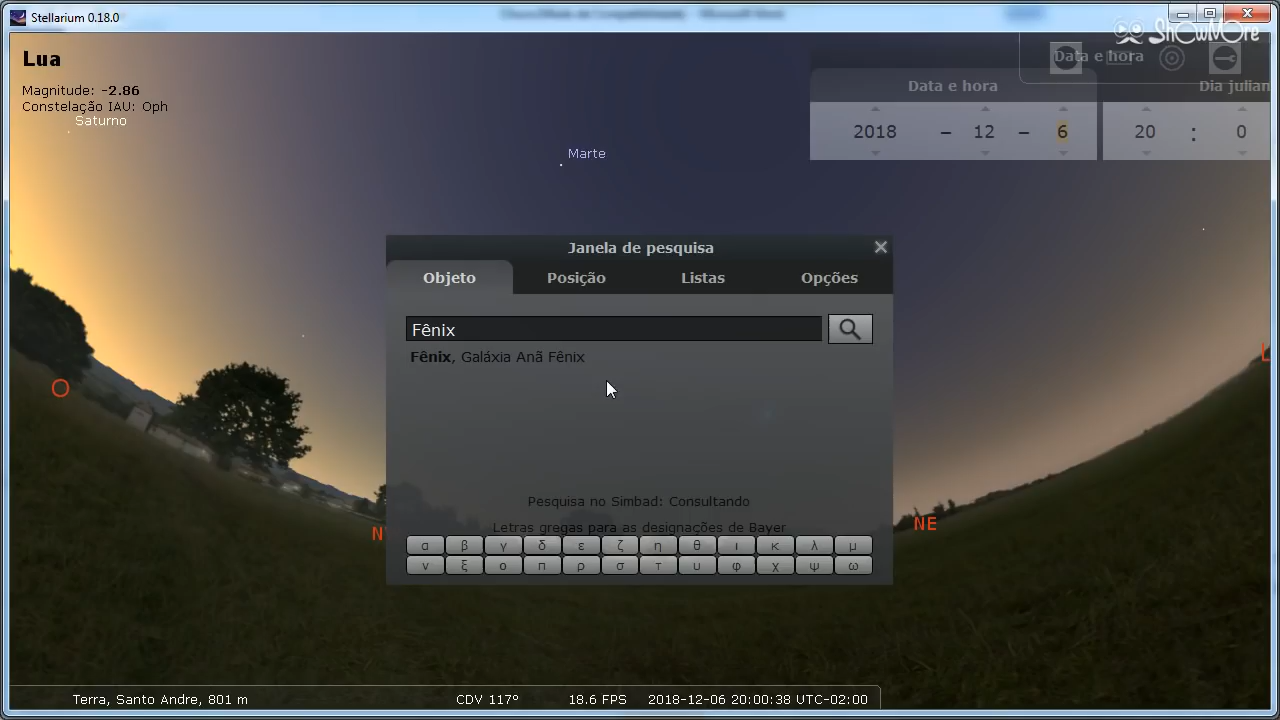 Stellarium 0.18.0
ShowMore
Lua
Magnitude: -2.86
Constelação IAU: Oph
Saturno
Marte
Data e hora
Data e hora
Dia julian
2018 - 12 - 6
20 : 0
Janela de pesquisa
Objeto Posição Listas Opções
Fênix
Fênix, Galáxia Anã Fênix
O
L
N
NE
Pesquisa no Simbad: Consultando
Letras gregas para as designações de Bayer
α β γ δ ε ζ η θ ι κ λ μ
ν ξ ο π ρ σ τ υ φ χ ψ ω
Terra, Santo Andre, 801 m
CDV 117° 18.6 FPS 2018-12-06 20:00:38 UTC-02:00